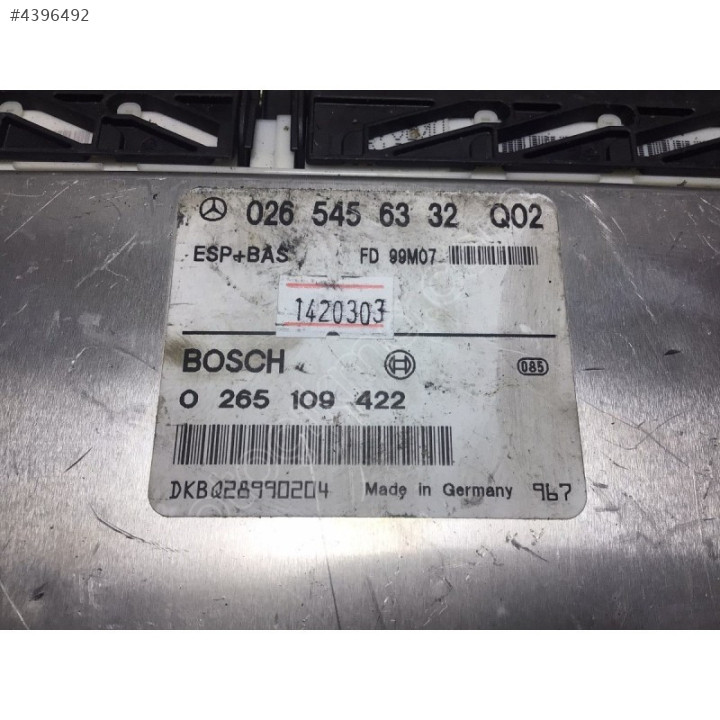 #4396492
026 545 63 32 Q02
ESP+BAS FD 99M07
1420303
BOSCH
085
0 265 109 422
DKBQ28990204 Made in Germany 967